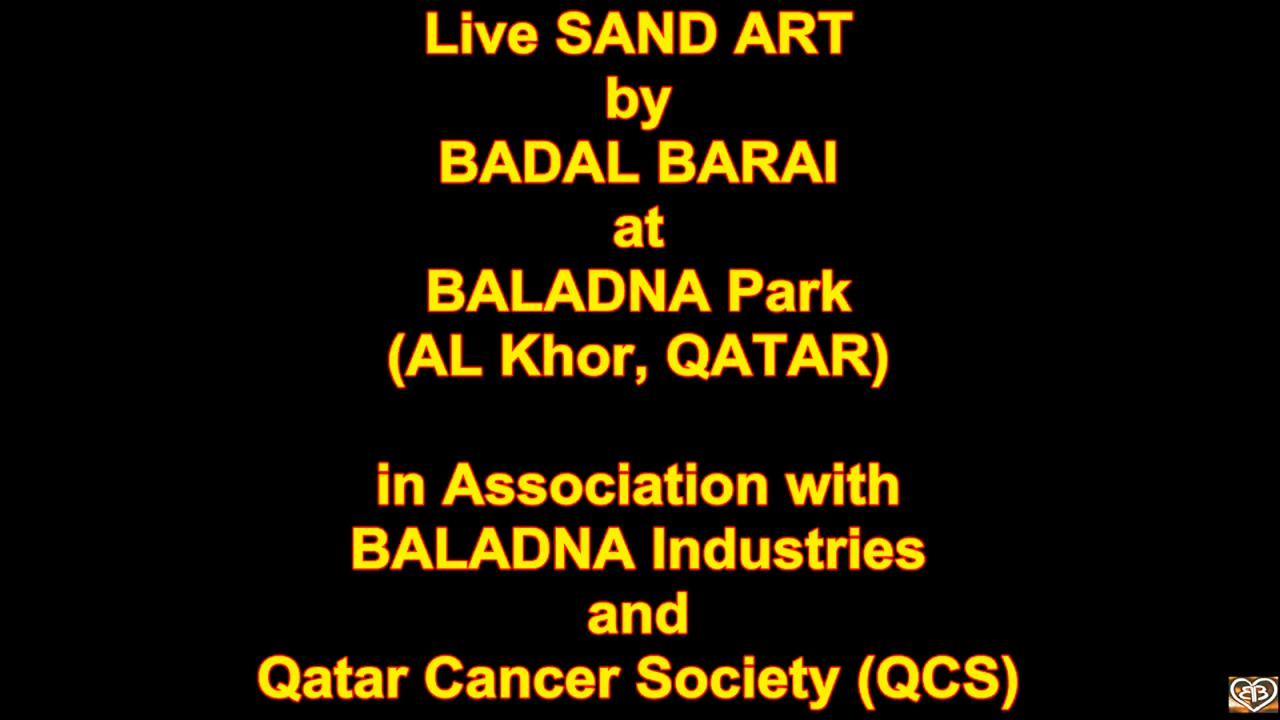 Live SAND ART
by
BADAL BARAI
at
BALADNA Park
(AL Khor, QATAR)
in Association with
BALADNA Industries
and
Qatar Cancer Society (QCS)